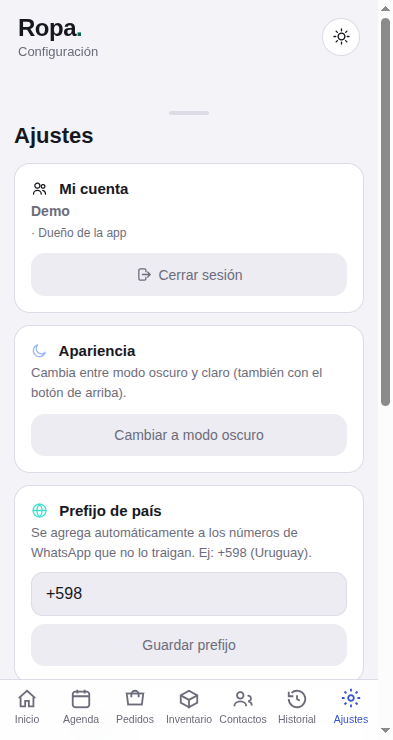 Ropa.
Configuración
Ajustes
Mi cuenta
Demo
· Dueño de la app
Cerrar sesión
Apariencia
Cambia entre modo oscuro y claro (también con el
botón de arriba).
Cambiar a modo oscuro
Prefijo de país
Se agrega automáticamente a los números de
WhatsApp que no lo traigan. Ej: +598 (Uruguay).
+598
Guardar prefijo
Inicio Agenda Pedidos Inventario Contactos Historial Ajustes